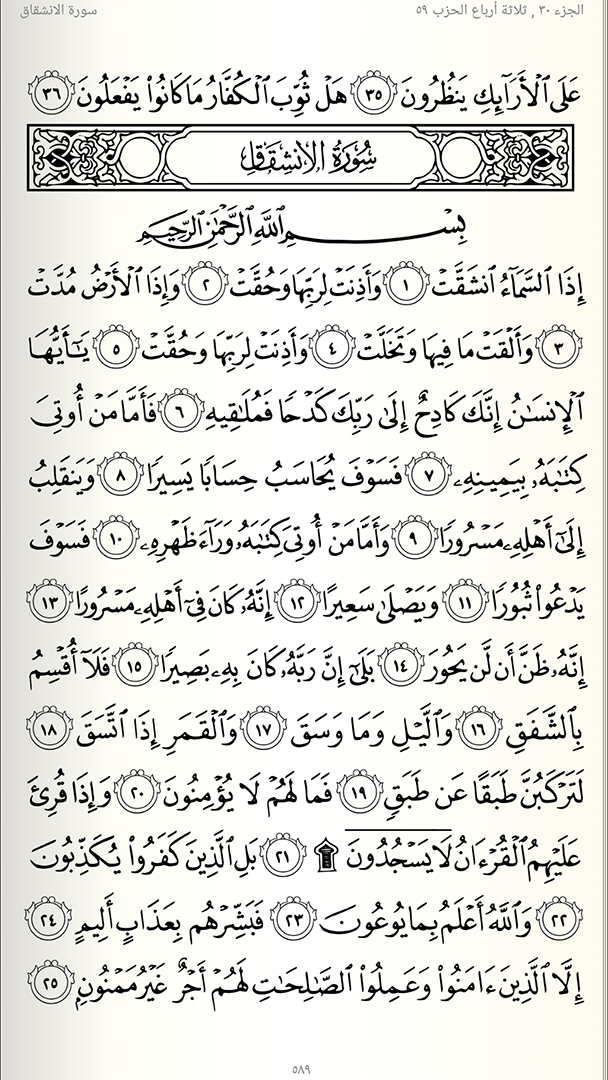 الجزء ٣٠ , ثلاثة أرباع الحزب ٥٩
سورة الانشقاق
عَلَى ٱلْأَرَآئِكِ يَنظُرُونَ ٣٥ هَلْ ثُوِّبَ ٱلْكُفَّارُ مَا كَانُوا۟ يَفْعَلُونَ ٣٦
سُورَةُ الانشِقَاقِ
بِسْمِ ٱللَّهِ ٱلرَّحْمَٰنِ ٱلرَّحِيمِ
إِذَا ٱلسَّمَآءُ ٱنشَقَّتْ ١ وَأَذِنَتْ لِرَبِّهَا وَحُقَّتْ ٢ وَإِذَا ٱلْأَرْضُ مُدَّتْ
٣ وَأَلْقَتْ مَا فِيهَا وَتَخَلَّتْ ٤ وَأَذِنَتْ لِرَبِّهَا وَحُقَّتْ ٥ يَٰٓأَيُّهَا
ٱلْإِنسَٰنُ إِنَّكَ كَادِحٌ إِلَىٰ رَبِّكَ كَدْحًا فَمُلَٰقِيهِ ٦ فَأَمَّا مَنْ أُوتِىَ
كِتَٰبَهُۥ بِيَمِينِهِۦ ٧ فَسَوْفَ يُحَاسَبُ حِسَابًا يَسِيرًا ٨ وَيَنقَلِبُ
إِلَىٰٓ أَهْلِهِۦ مَسْرُورًا ٩ وَأَمَّا مَنْ أُوتِىَ كِتَٰبَهُۥ وَرَآءَ ظَهْرِهِۦ ١٠ فَسَوْفَ
يَدْعُوا۟ ثُبُورًا ١١ وَيَصْلَىٰ سَعِيرًا ١٢ إِنَّهُۥ كَانَ فِىٓ أَهْلِهِۦ مَسْرُورًا ١٣
إِنَّهُۥ ظَنَّ أَن لَّن يَحُورَ ١٤ بَلَىٰٓ إِنَّ رَبَّهُۥ كَانَ بِهِۦ بَصِيرًا ١٥ فَلَآ أُقْسِمُ
بِٱلشَّفَقِ ١٦ وَٱلَّيْلِ وَمَا وَسَقَ ١٧ وَٱلْقَمَرِ إِذَا ٱتَّسَقَ ١٨
لَتَرْكَبُنَّ طَبَقًا عَن طَبَقٍ ١٩ فَمَا لَهُمْ لَا يُؤْمِنُونَ ٢٠ وَإِذَا قُرِئَ
عَلَيْهِمُ ٱلْقُرْءَانُ لَا يَسْجُدُونَ ۩ ٢١ بَلِ ٱلَّذِينَ كَفَرُوا۟ يُكَذِّبُونَ
٢٢ وَٱللَّهُ أَعْلَمُ بِمَا يُوعُونَ ٢٣ فَبَشِّرْهُم بِعَذَابٍ أَلِيمٍ ٢٤
إِلَّا ٱلَّذِينَ ءَامَنُوا۟ وَعَمِلُوا۟ ٱلصَّٰلِحَٰتِ لَهُمْ أَجْرٌ غَيْرُ مَمْنُونٍۭ ٢٥
٥٨٩